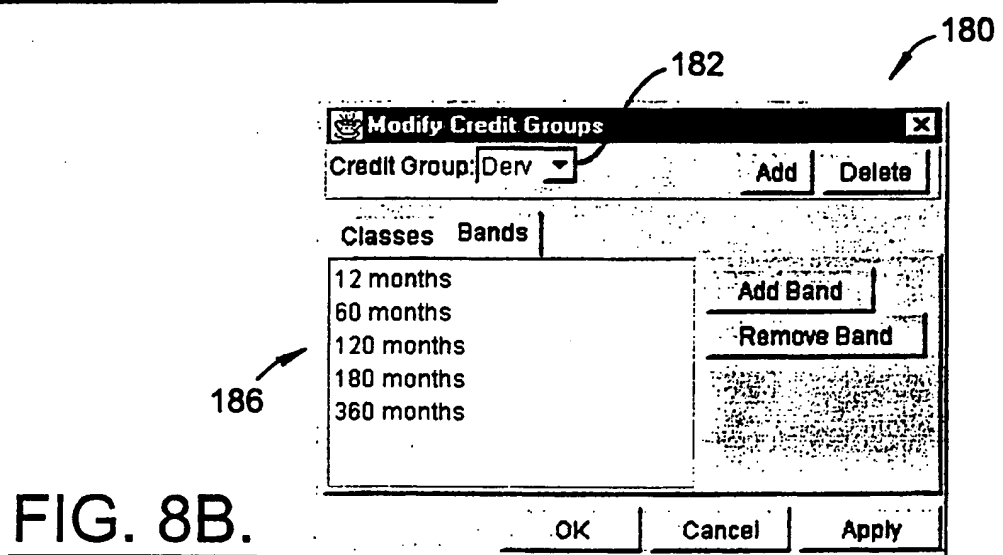 180
182
Modify Credit Groups
Credit Group: Derv Add Delete
Classes Bands
12 months
60 months
120 months
180 months
360 months
Add Band
Remove Band
186
FIG. 8B.
OK Cancel Apply